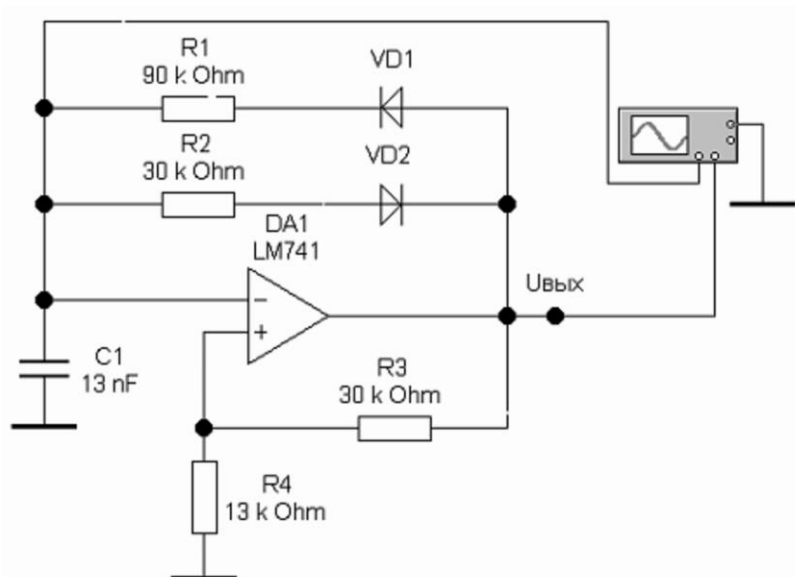 R1
90 k Ohm
VD1
R2
30 k Ohm
VD2
DA1
LM741
−
+
Uвых
C1
13 nF
R3
30 k Ohm
R4
13 k Ohm